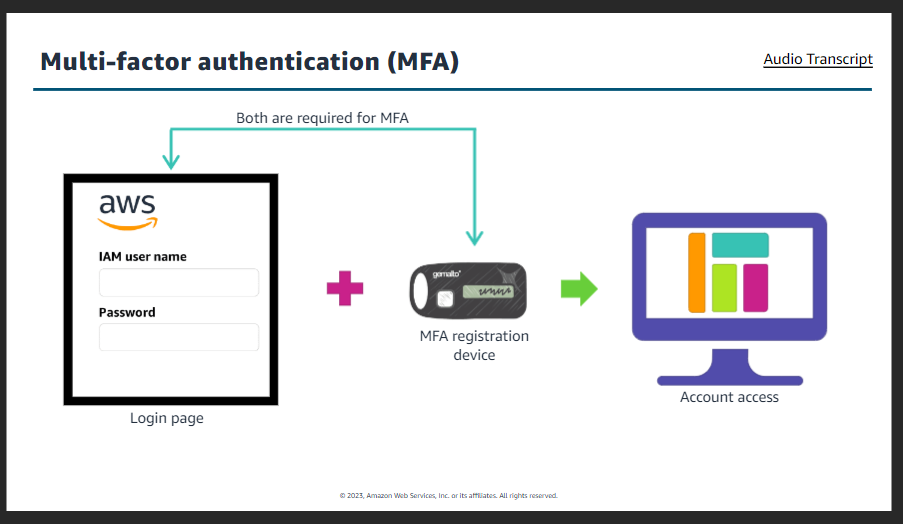 Multi-factor authentication (MFA)
Audio Transcript
Both are required for MFA
aws
IAM user name
Password
Login page
gemalto
MFA registration
device
Account access
© 2023, Amazon Web Services, Inc. or its affiliates. All rights reserved.